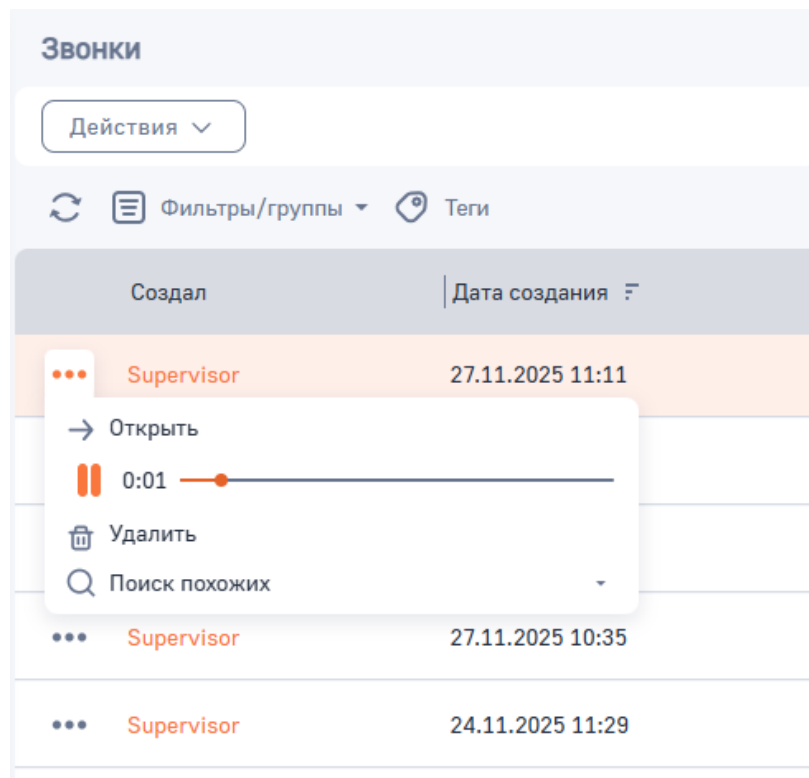 Звонки
Действия
Фильтры/группы Теги
Создал Дата создания
Supervisor 27.11.2025 11:11
Открыть
0:01
Удалить
Поиск похожих
Supervisor 27.11.2025 10:35
Supervisor 24.11.2025 11:29